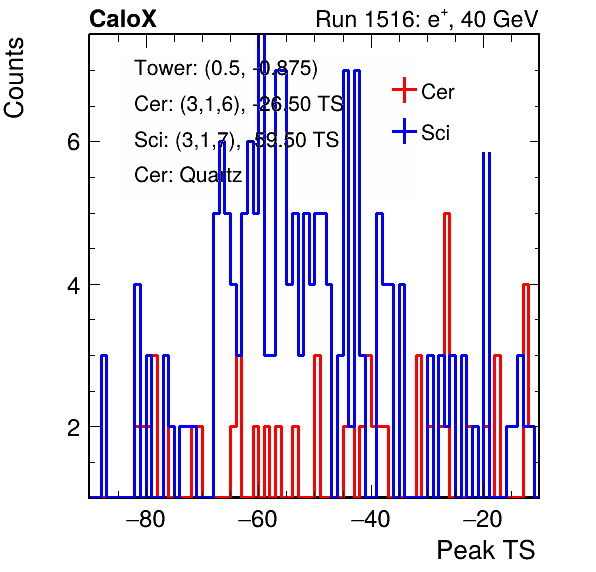 CaloX
Run 1516: e+, 40 GeV
Counts
Tower: (0.5, -0.875)
Cer: (3,1,6), -26.50 TS
Sci: (3,1,7), -59.50 TS
Cer: Quartz
Cer
Sci
6
4
2
−80
−60
−40
−20
Peak TS